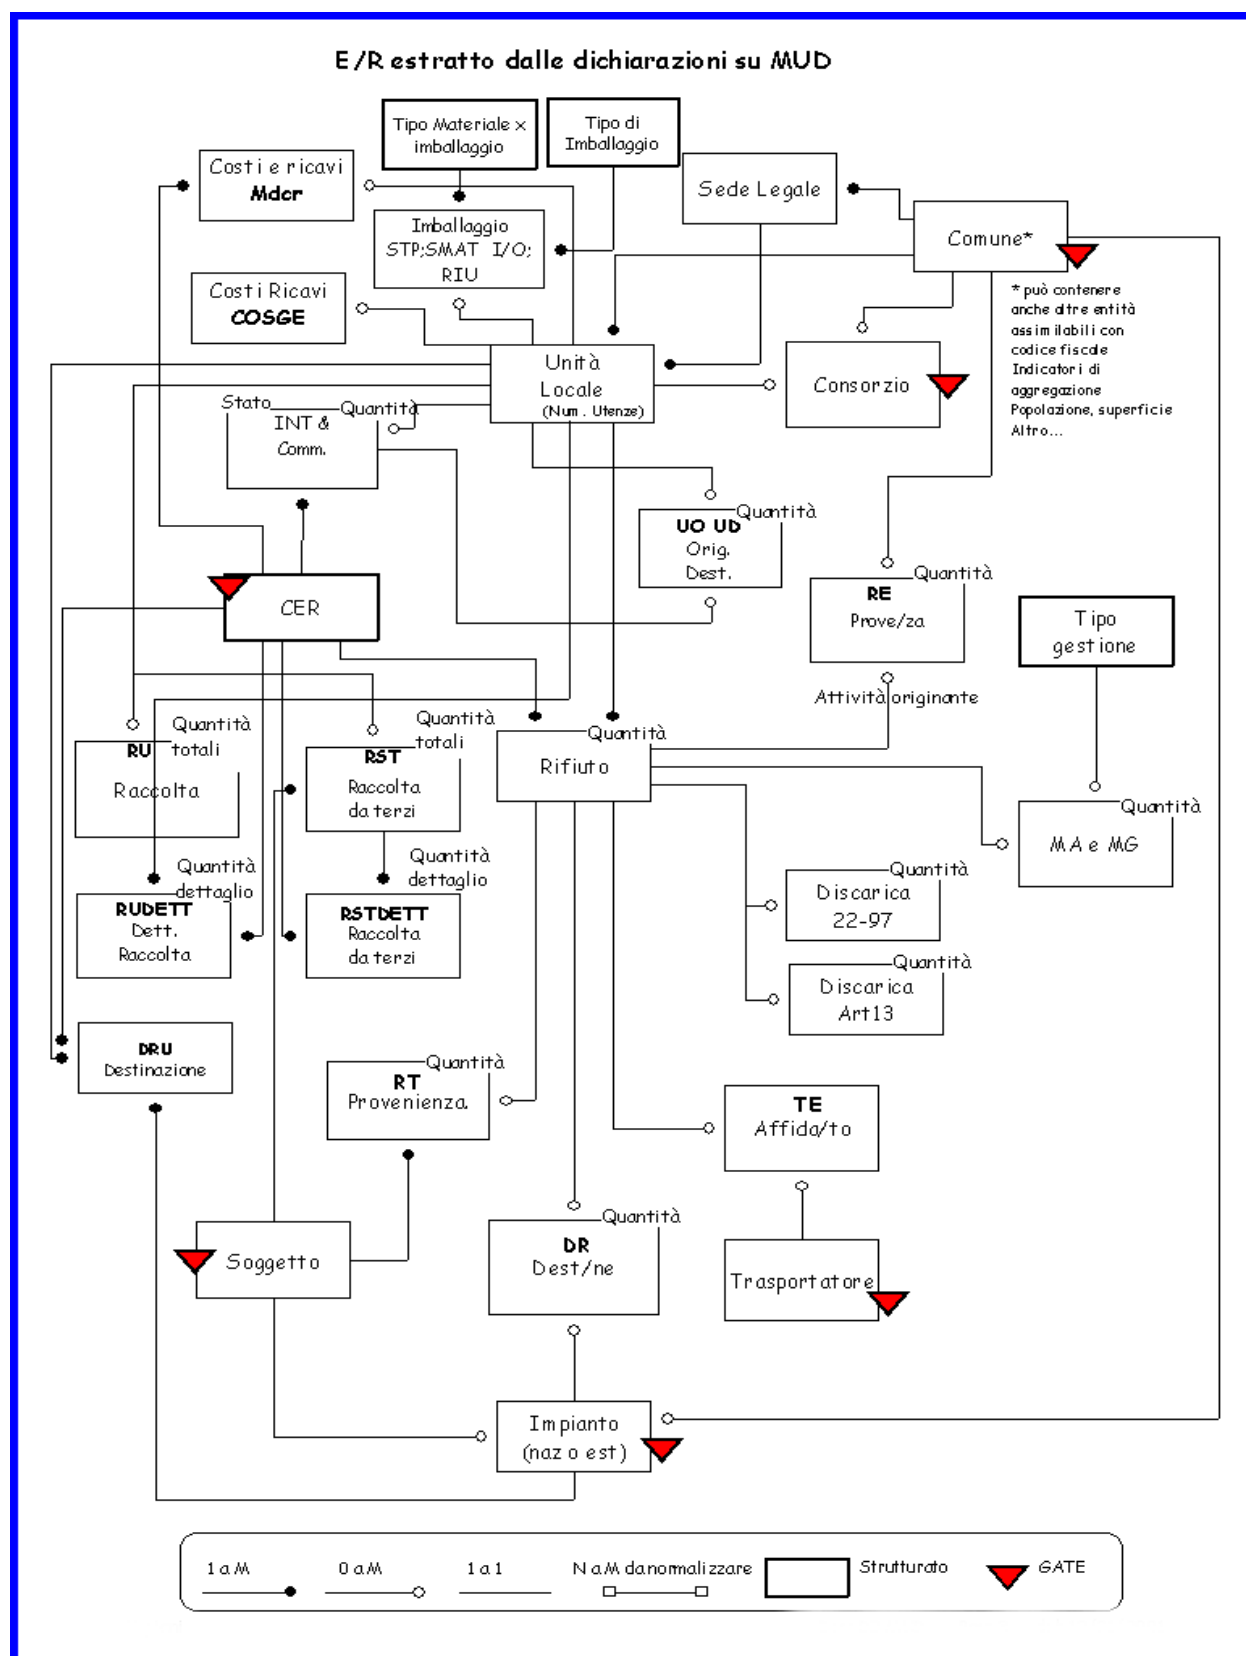 E/R estratto dalle dichiarazioni su MUD
Tipo Materiale x
imballaggio
Tipo di
Imballaggio
Costi e ricavi
Mdcr
Sede Legale
Imballaggio
STP;SMAT I/O;
RIU
Comune*
Costi Ricavi
COSGE
* può contenere
anche altre entità
assimilabili con
codice fiscale
Indicatori di
aggregazione
Popolazione, superficie
Altro...
Unità
Locale
(Num. Utenze)
Consorzio
Stato
Quantità
INT &
Comm.
Quantità
UO UD
Orig.
Dest.
Quantità
RE
Prove/za
CER
Tipo
gestione
Attività originante
Quantità
totali
RU
Raccolta
Quantità
totali
RST
Raccolta
da terzi
Quantità
Rifiuto
Quantità
MA e MG
Quantità
dettaglio
RUDETT
Dett.
Raccolta
Quantità
dettaglio
RSTDETT
Raccolta
da terzi
Quantità
Discarica
22-97
Quantità
Discarica
Art13
DRU
Destinazione
Quantità
RT
Provenienza
TE
Affida/to
Soggetto
Quantità
DR
Dest/ne
Trasportatore
Impianto
(naz o est)
1 a M
0 a M
1 a 1
N a M da normalizzare
Strutturato
GATE